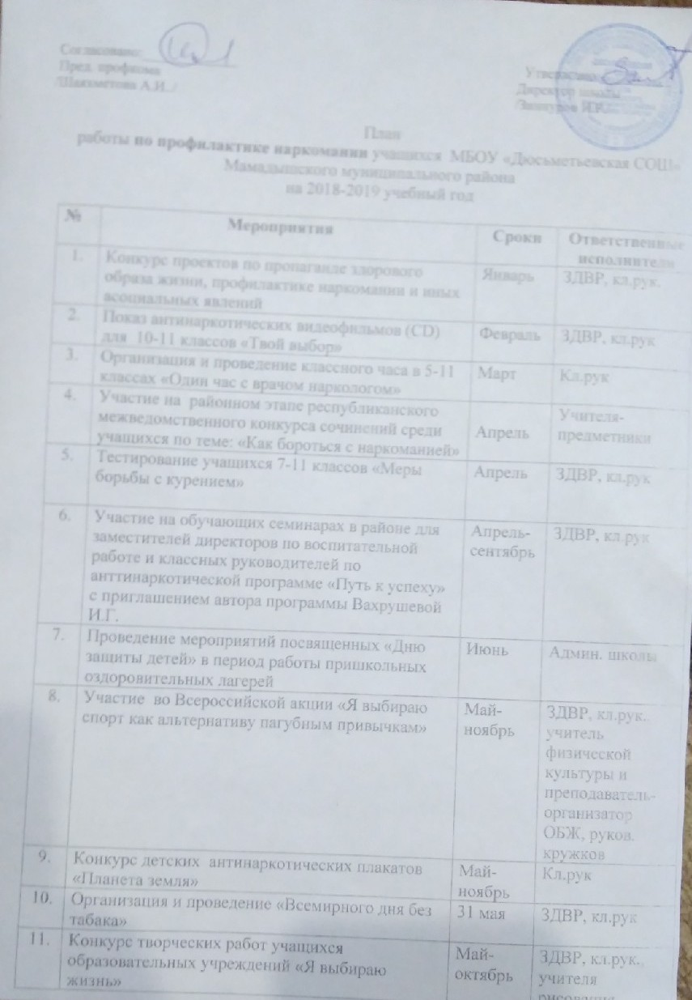 Согласовано:
Пред. профкома
/Шаяхметова А.И../
Директор школы
План
работы по профилактике наркомании учащихся МБОУ «Дюсьметьевская СОШ»
Мамадышского муниципального района
на 2018-2019 учебный год
№ Мероприятия Сроки Ответственные исполнители
1. Конкурс проектов по пропаганде здорового Январь ЗДВР, кл.рук.
образа жизни, профилактике наркомании и иных
асоциальных явлений
2. Показ антинаркотических видеофильмов (CD) Февраль ЗДВР, кл.рук
для 10-11 классов «Твой выбор»
3. Организация и проведение классного часа в 5-11 Март Кл.рук
классах «Один час с врачом наркологом»
4. Участие на районном этапе республиканского Учителя-
межведомственного конкурса сочинений среди Апрель предметники
учащихся по теме: «Как бороться с наркоманией»
5. Тестирование учащихся 7-11 классов «Меры Апрель ЗДВР, кл.рук
борьбы с курением»
6. Участие на обучающих семинарах в районе для Апрель- ЗДВР, кл.рук
заместителей директоров по воспитательной сентябрь
работе и классных руководителей по
анттинаркотической программе «Путь к успеху»
с приглашением автора программы Вахрушевой
И.Г.
7. Проведение мероприятий посвященных «Дню Июнь Админ. школы
защиты детей» в период работы пришкольных
оздоровительных лагерей
8. Участие во Всероссийской акции «Я выбираю Май- ЗДВР, кл.рук.
спорт как альтернативу пагубным привычкам» ноябрь учитель
физической
культуры и
преподаватель-
организатор
ОБЖ, руков.
кружков
9. Конкурс детских антинаркотических плакатов Май- Кл.рук
«Планета земля» ноябрь
10. Организация и проведение «Всемирного дня без 31 мая ЗДВР, кл.рук
табака»
11. Конкурс творческих работ учащихся Май- ЗДВР, кл.рук.,
образовательных учреждений «Я выбираю октябрь учителя
жизнь» рисования